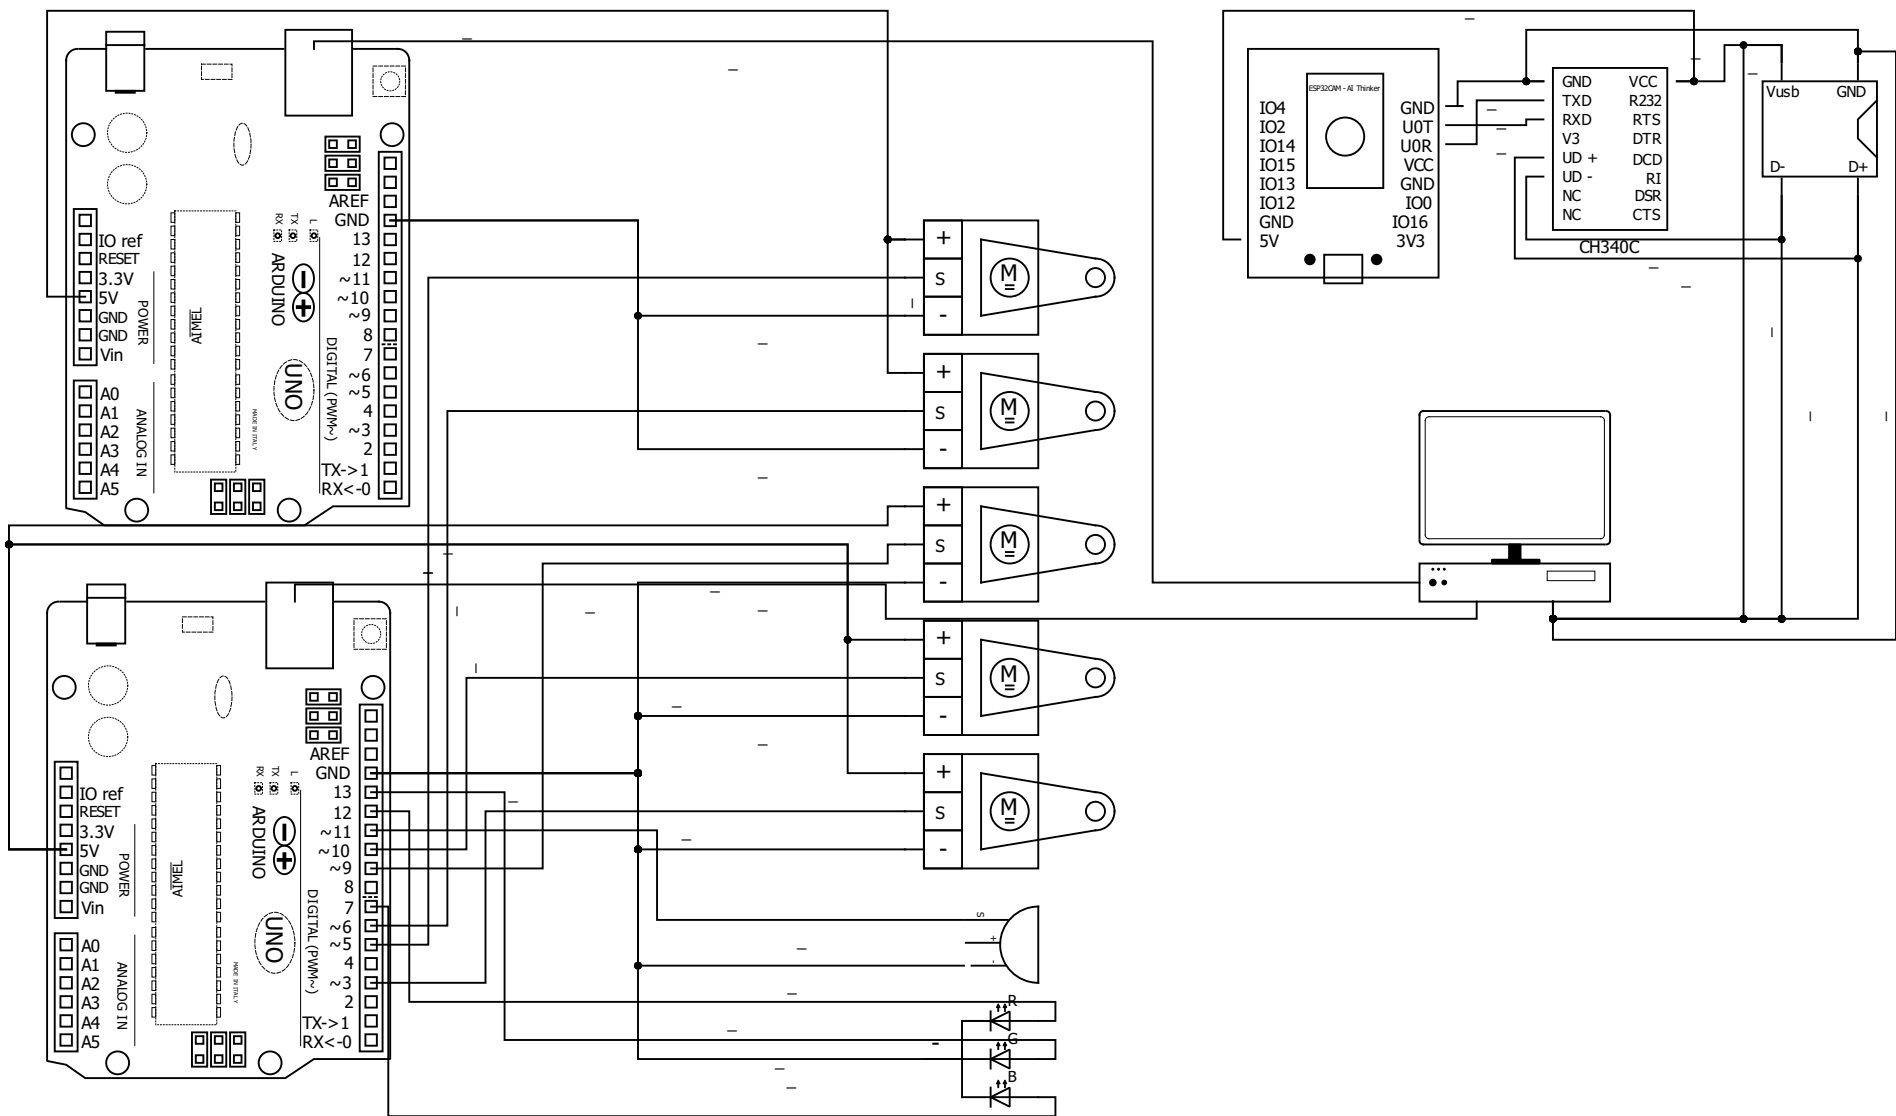 AREF
GND
IO ref
13
RESET
12
3.3V
~11
5V
~10
GND
~9
GND
8
Vin
7
~6
A0
~5
A1
4
A2
~3
A3
2
A4
TX->1
A5
RX<-0
POWER
ANALOG IN
AIMEL
RX
TX
L
ARDUINO
UNO
DIGITAL (PWM~)
MADE IN ITALY
+
S
-
M
+
S
-
M
+
S
-
M
+
S
-
M
+
S
-
M
AREF
GND
IO ref
13
RESET
12
3.3V
~11
5V
~10
GND
~9
GND
8
Vin
7
~6
A0
~5
A1
4
A2
~3
A3
2
A4
TX->1
A5
RX<-0
POWER
ANALOG IN
AIMEL
RX
TX
L
ARDUINO
UNO
DIGITAL (PWM~)
MADE IN ITALY
S
+
-
R
G
B
ESP32CAM - AI Thinker
IO4 GND
IO2 U0T
IO14 U0R
IO15 VCC
IO13 GND
IO12 IO0
GND IO16
5V 3V3
GND VCC
TXD R232
RXD RTS
V3 DTR
UD + DCD
UD - RI
NC DSR
NC CTS
CH340C
Vusb GND
D- D+